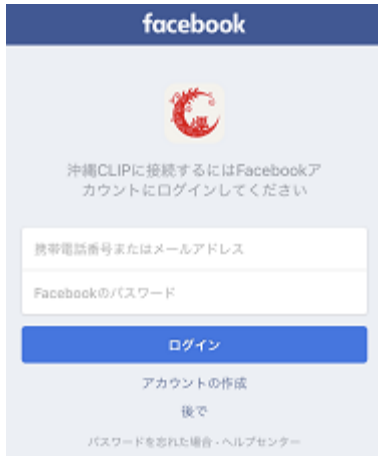 facebook
沖縄CLIPに接続するにはFacebookア
カウントにログインしてください
携帯電話番号またはメールアドレス
Facebookのパスワード
ログイン
アカウントの作成
後で
パスワードを忘れた場合・ヘルプセンター